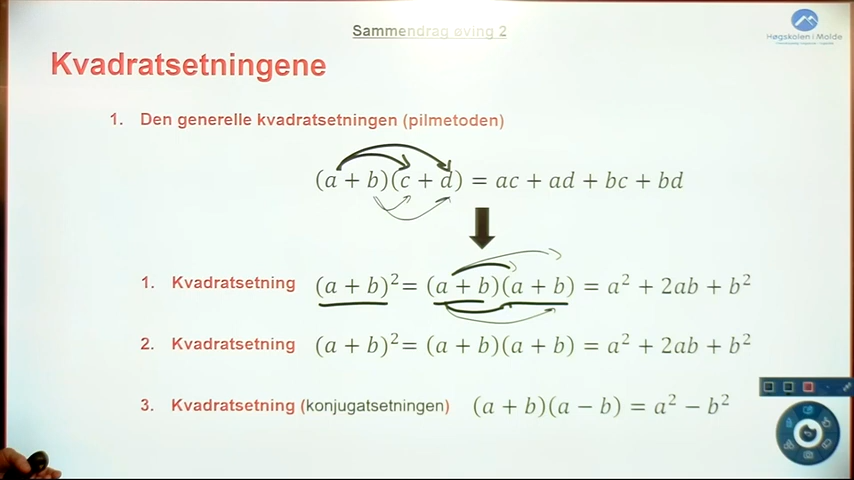 Sammendrag øving 2
Høgskolen i Molde
Kvadratsetningene
1. Den generelle kvadratsetningen (pilmetoden)
(a + b)(c + d) = ac + ad + bc + bd
1. Kvadratsetning (a + b)² = (a + b)(a + b) = a² + 2ab + b²
2. Kvadratsetning (a + b)² = (a + b)(a + b) = a² + 2ab + b²
3. Kvadratsetning (konjugatsetningen) (a + b)(a − b) = a² − b²